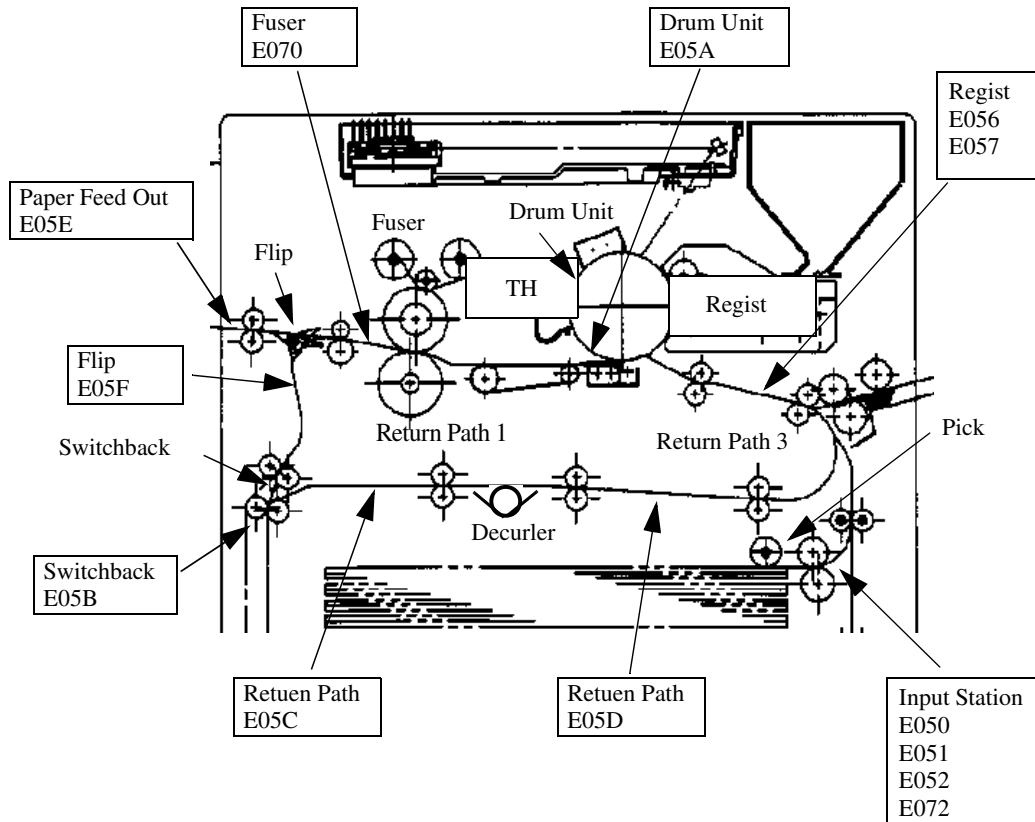 Fuser
E070
Drum Unit
E05A
Regist
E056
E057
Paper Feed Out
E05E
Fuser
Drum Unit
Flip
TH
Regist
Flip
E05F
Return Path 1
Return Path 3
Pick
Switchback
Decurler
Switchback
E05B
Retuen Path
E05C
Retuen Path
E05D
Input Station
E050
E051
E052
E072